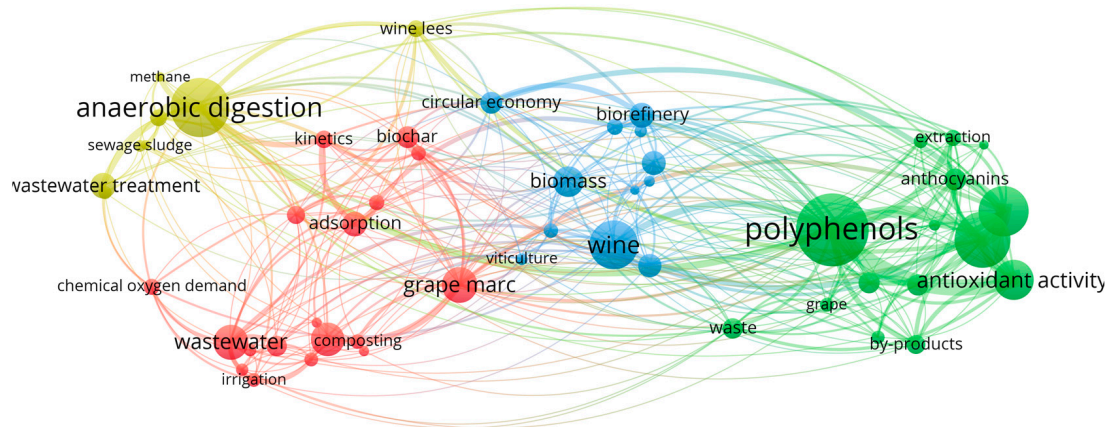 wine lees
methane
anaerobic digestion
circular economy
biorefinery
kinetics
biochar
extraction
sewage sludge
anthocyanins
wastewater treatment
biomass
adsorption
polyphenols
wine
viticulture
chemical oxygen demand
grape marc
antioxidant activity
grape
waste
wastewater
composting
by-products
irrigation